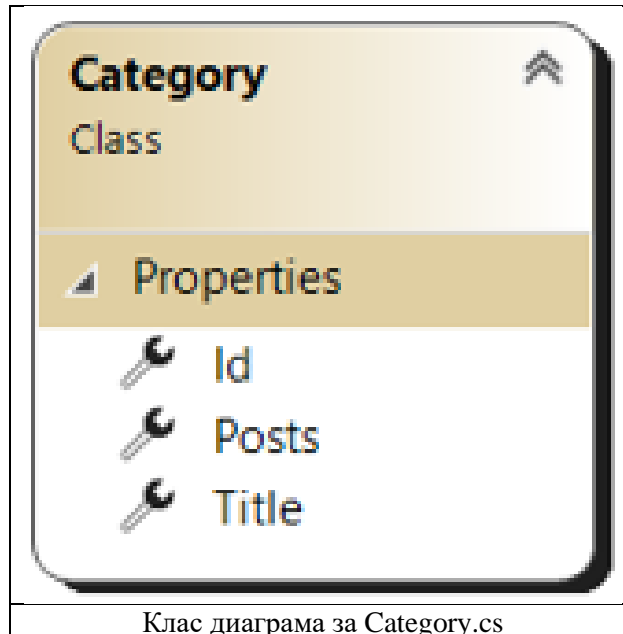 Category
Class
Properties
Id
Posts
Title
Клас диаграма за Category.cs